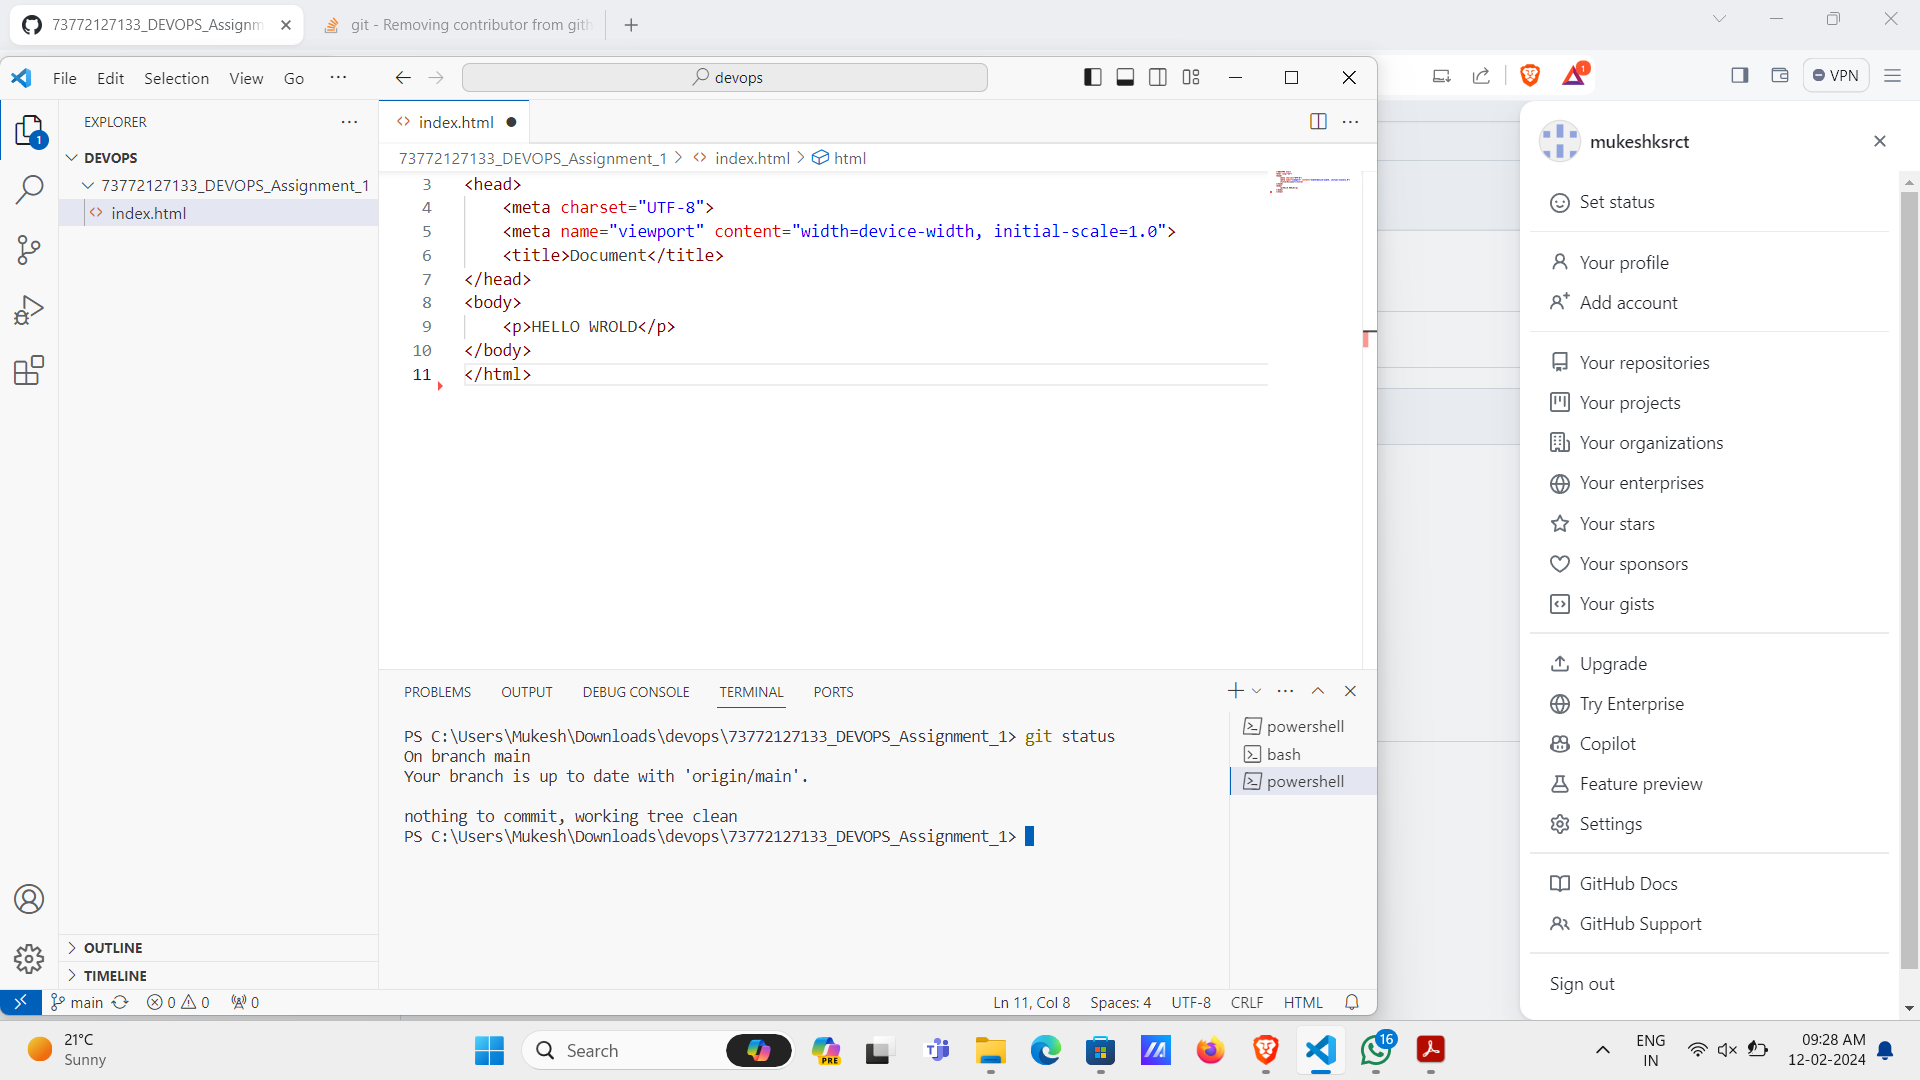 73772127133_DEVOPS_Assignm
git - Removing contributor from gith
File Edit Selection View Go
devops
VPN
1
EXPLORER
index.html
DEVOPS
73772127133_DEVOPS_Assignment_1
index.html
73772127133_DEVOPS_Assignment_1 > index.html > html
3 <head>
4 <meta charset="UTF-8">
5 <meta name="viewport" content="width=device-width, initial-scale=1.0">
6 <title>Document</title>
7 </head>
8 <body>
9 <p>HELLO WROLD</p>
10 </body>
11 </html>
PROBLEMS OUTPUT DEBUG CONSOLE TERMINAL PORTS
PS C:\Users\Mukesh\Downloads\devops\73772127133_DEVOPS_Assignment_1> git status
On branch main
Your branch is up to date with 'origin/main'.
nothing to commit, working tree clean
PS C:\Users\Mukesh\Downloads\devops\73772127133_DEVOPS_Assignment_1>
powershell
bash
powershell
OUTLINE
TIMELINE
main 0 0 0
Ln 11, Col 8 Spaces: 4 UTF-8 CRLF HTML
1
mukeshksrct
Set status
Your profile
Add account
Your repositories
Your projects
Your organizations
Your enterprises
Your stars
Your sponsors
Your gists
Upgrade
Try Enterprise
Copilot
Feature preview
Settings
GitHub Docs
GitHub Support
Sign out
21°C
Sunny
Search
PRE
16
ENG
IN
09:28 AM
12-02-2024